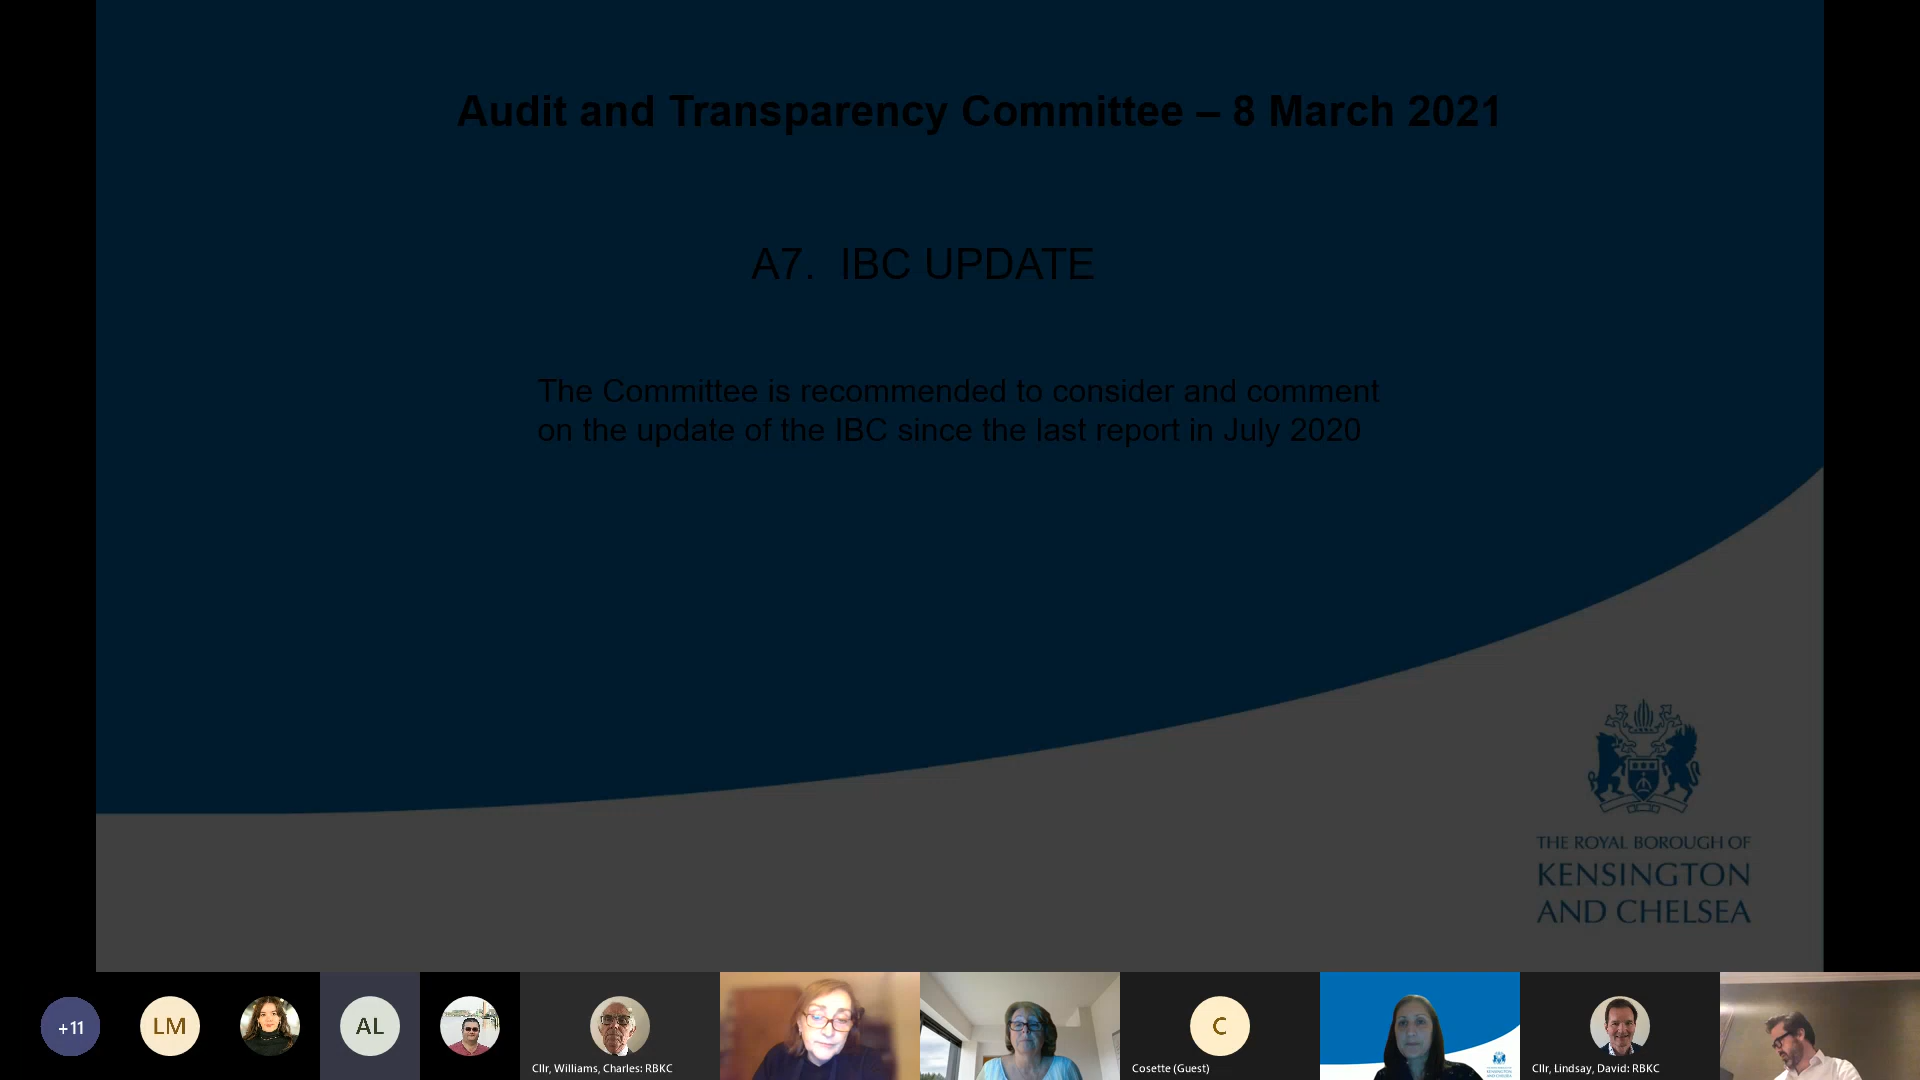 Audit and Transparency Committee – 8 March 2021
A7. IBC UPDATE
The Committee is recommended to consider and comment
on the update of the IBC since the last report in July 2020
THE ROYAL BOROUGH OF
KENSINGTON
AND CHELSEA
+11
LM
AL
Cllr, Williams, Charles: RBKC
C
Cosette (Guest)
Cllr, Lindsay, David: RBKC